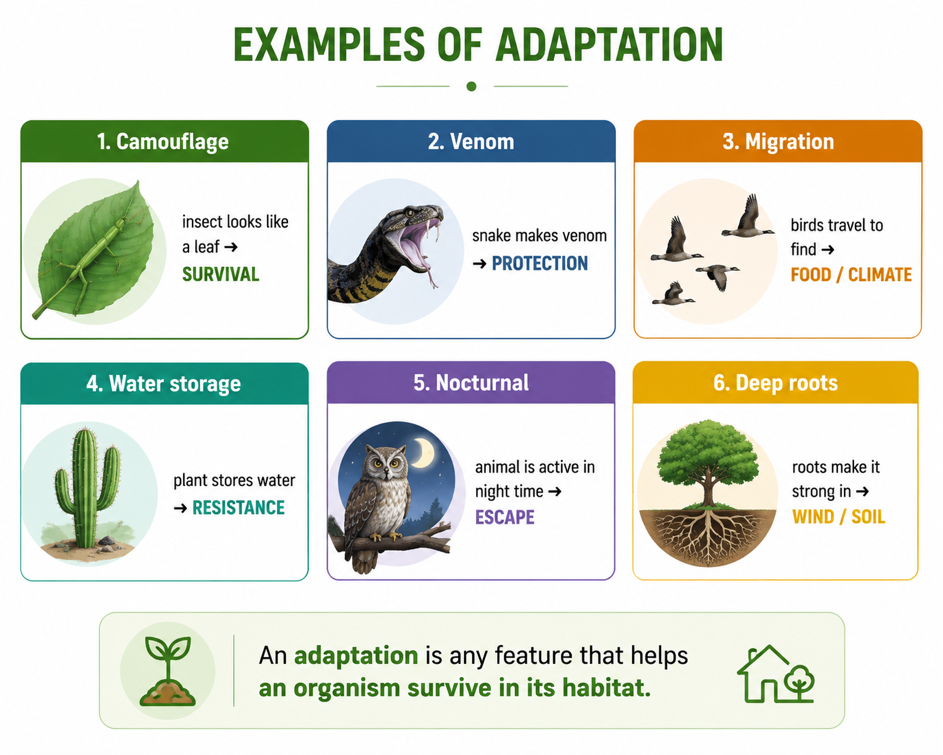 EXAMPLES OF ADAPTATION
1. Camouflage
insect looks like
a leaf →
SURVIVAL
2. Venom
snake makes venom
→ PROTECTION
3. Migration
birds travel to
find →
FOOD / CLIMATE
4. Water storage
plant stores water
→ RESISTANCE
5. Nocturnal
animal is active in
night time →
ESCAPE
6. Deep roots
roots make it
strong in →
WIND / SOIL
An adaptation is any feature that helps
an organism survive in its habitat.